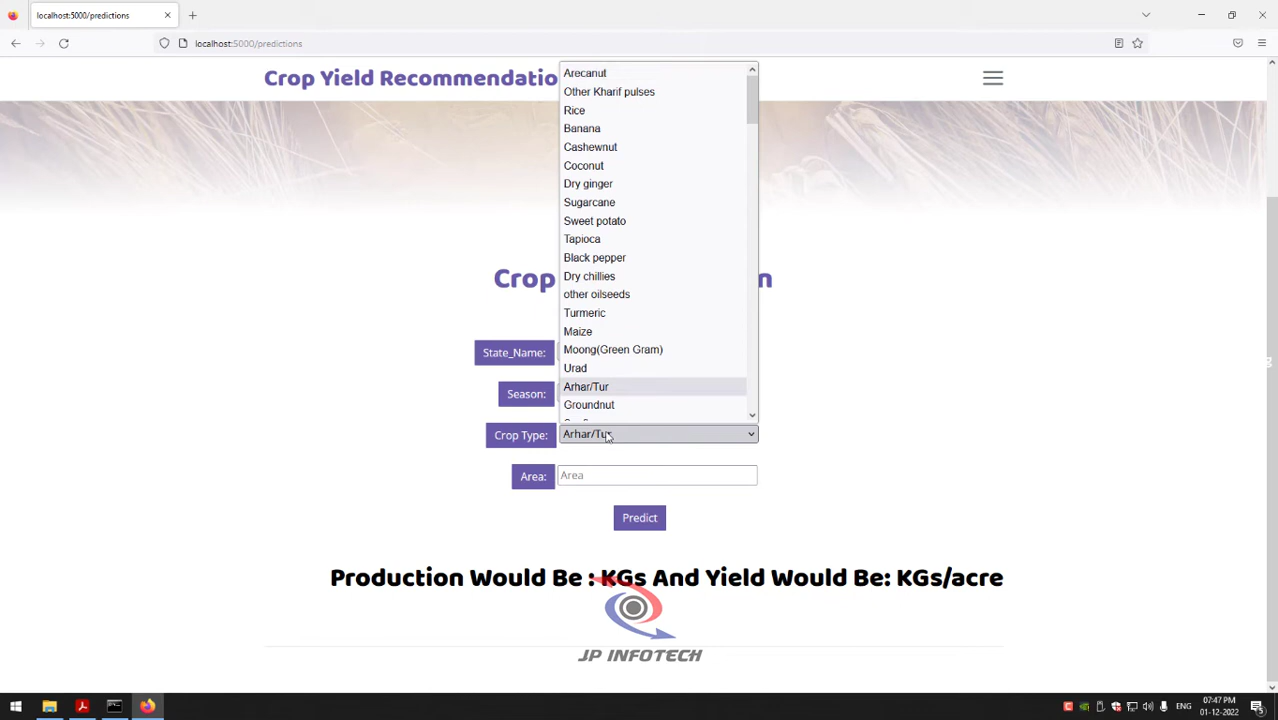 localhost:5000/predictions
localhost:5000/predictions
Crop Yield Recommendatio
Arecanut
Other Kharif pulses
Rice
Banana
Cashewnut
Coconut
Dry ginger
Sugarcane
Sweet potato
Tapioca
Black pepper
Dry chillies
other oilseeds
Turmeric
Maize
Moong(Green Gram)
Urad
Arhar/Tur
Groundnut
Crop n
State_Name:
Season:
Crop Type: Arhar/Tur
Area: Area
Predict
Production Would Be : KGs And Yield Would Be: KGs/acre
JP INFOTECH
ENG
07:47 PM
01-12-2022
5